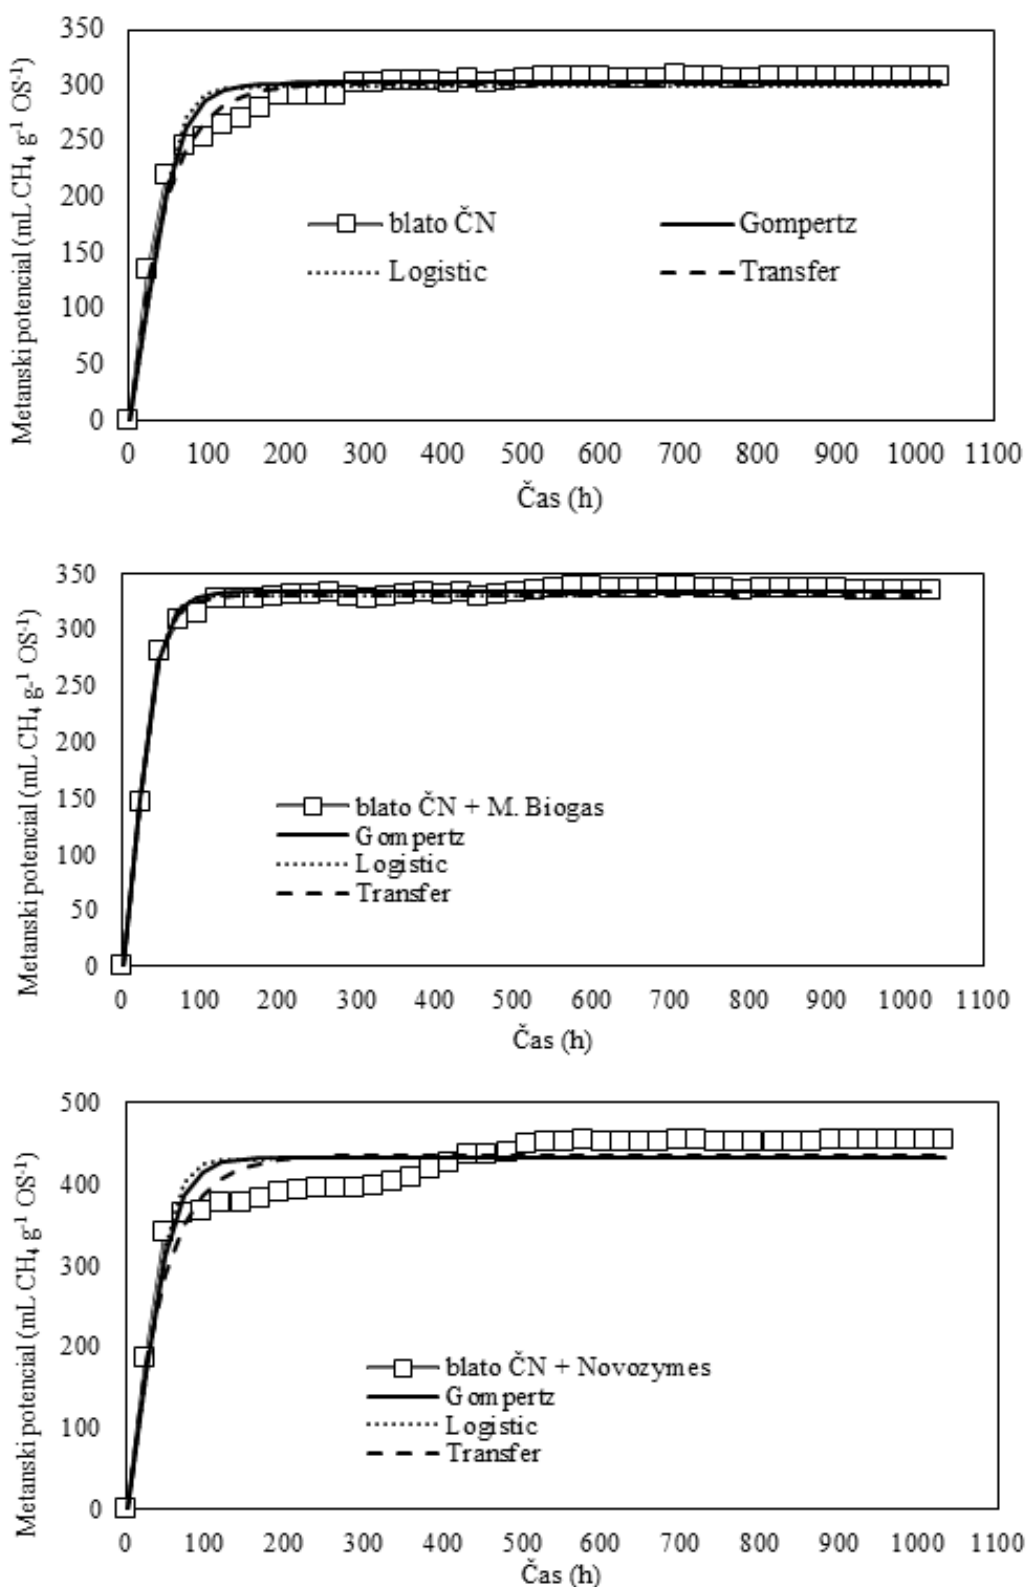 350
300
250
200
150
100
50
0
Metanski potencial (mL CH₄ g⁻¹ OS⁻¹)
blato ČN
Gompertz
Logistic
Transfer
0 100 200 300 400 500 600 700 800 900 1000 1100
Čas (h)
350
300
250
200
150
100
50
0
Metanski potencial (mL CH₄ g-¹ OS⁻¹)
blato ČN + M. Biogas
Gompertz
Logistic
Transfer
0 100 200 300 400 500 600 700 800 900 1000 1100
Čas (h)
500
400
300
200
100
0
Metanski potencial (mL CH₄ g⁻¹ OS⁻¹)
blato ČN + Novozymes
Gompertz
Logistic
Transfer
0 100 200 300 400 500 600 700 800 900 1000 1100
Čas (h)